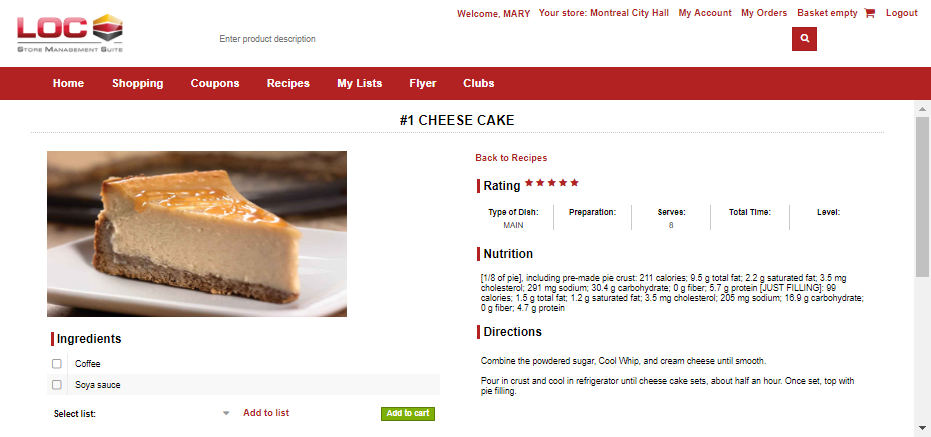 LOC
STORE MANAGEMENT SUITE
Welcome, MARY Your store: Montreal City Hall My Account My Orders Basket empty Logout
Enter product description
Home Shopping Coupons Recipes My Lists Flyer Clubs
#1 CHEESE CAKE
Back to Recipes
Rating
Type of Dish: Preparation: Serves: Total Time: Level:
MAIN 8
Nutrition
[1/8 of pie], including pre-made pie crust: 211 calories; 9.5 g total fat; 2.2 g saturated fat; 3.5 mg
cholesterol; 291 mg sodium; 30.4 g carbohydrate; 0 g fiber; 5.7 g protein [JUST FILLING]: 99
calories; 1.5 g total fat; 1.2 g saturated fat; 3.5 mg cholesterol; 205 mg sodium; 16.9 g carbohydrate;
0 g fiber; 4.7 g protein
Directions
Combine the powdered sugar, Cool Whip, and cream cheese until smooth.
Pour in crust and cool in refrigerator until cheese cake sets, about half an hour. Once set, top with
pie filling.
Ingredients
Coffee
Soya sauce
Select list: Add to list Add to cart